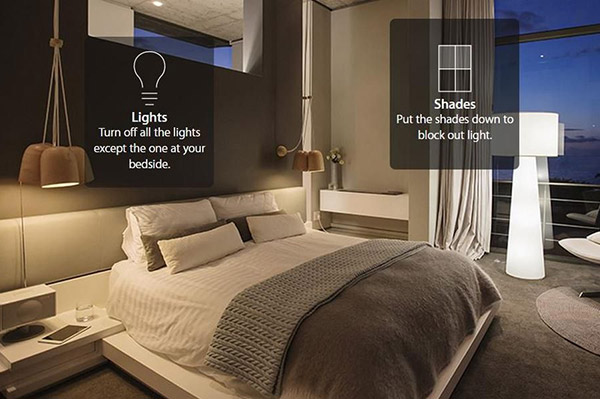 Lights
Turn off all the lights
except the one at your
bedside.
Shades
Put the shades down to
block out light.